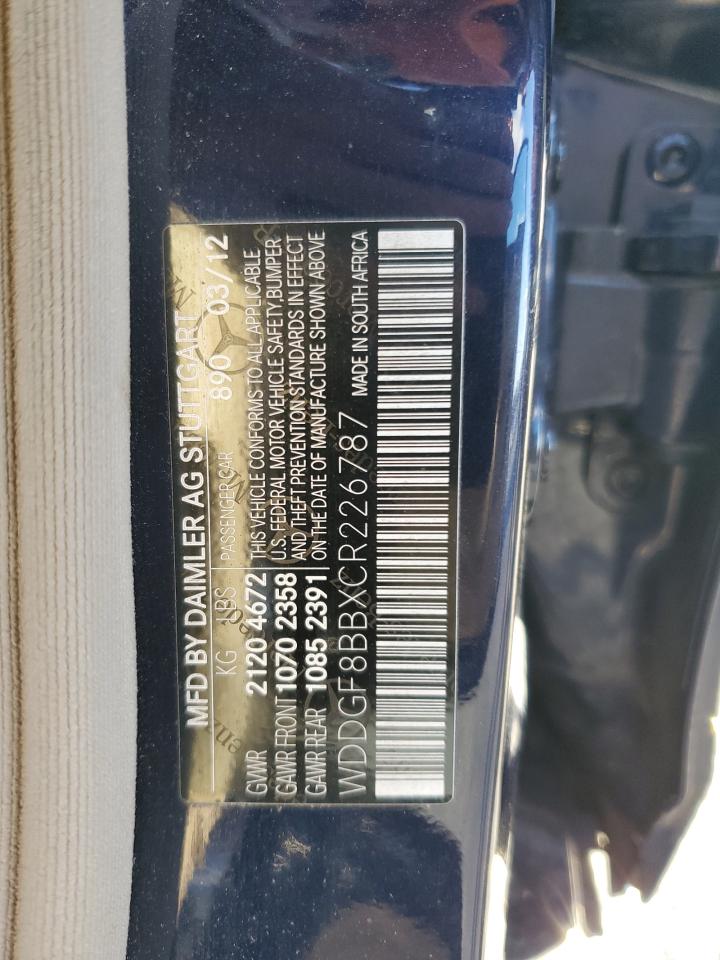 MFD BY DAIMLER AG STUTTGART
KG LBS PASSENGER CAR 890 03/12
GVWR 2120 4672 THIS VEHICLE CONFORMS TO ALL APPLICABLE
GAWR FRONT 1070 2358 U.S. FEDERAL MOTOR VEHICLE SAFETY, BUMPER
GAWR REAR 1085 2391 AND THEFT PREVENTION STANDARDS IN EFFECT
ON THE DATE OF MANUFACTURE SHOWN ABOVE
WDDGF8BBXCR226787 MADE IN SOUTH AFRICA